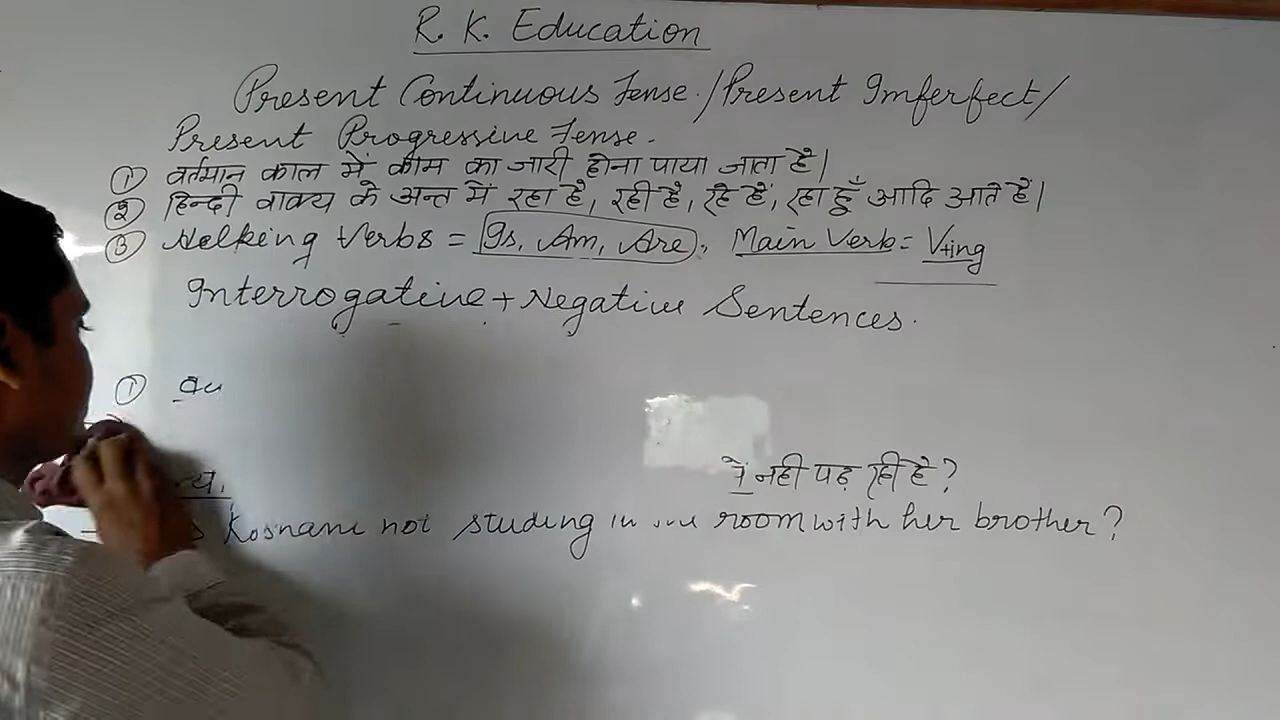 R. K. Education
Present Continuous Tense./Present Imferfect/
Present Progressive Tense.
① वर्तमान काल में काम का जारी होना पाया जाता है।
② हिन्दी वाक्य के अन्त में रहा है, रही है, रहे हैं, रहा हूँ आदि आते हैं।
③ Helking Verbs = Is, Am, Are, Main Verb = V+ing
Interrogative + Negative Sentences.
①
में नही पढ़ रही है?
not studing in room with her brother?